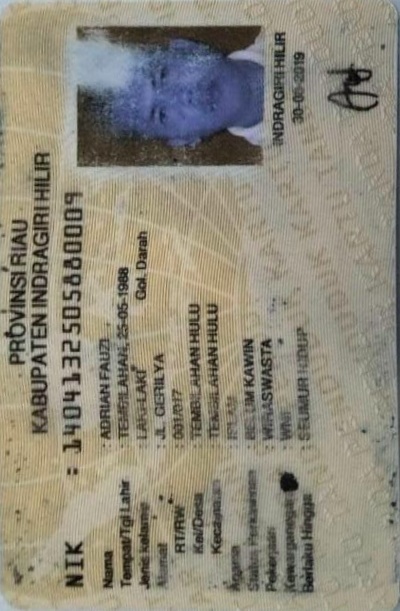 PROVINSI RIAU
KABUPATEN INDRAGIRI HILIR
NIK : 1404132505880009
Nama : ADRIAN FAUZI
Tempat/Tgl Lahir : TEMBILAHAN, 25-05-1988
Jenis kelamin : LAKI-LAKI Gol. Darah
Alamat : JL. GERILYA
RT/RW : 001/017
Kel/Desa : TEMBILAHAN HULU
Kecamatan : TEMBILAHAN HULU
Agama : ISLAM
Status Perkawinan : BELUM KAWIN
Pekerjaan : WIRASWASTA
Kewarganegaraan : WNI
Berlaku Hingga : SEUMUR HIDUP
INDRAGIRI HILIR
30-08-2019